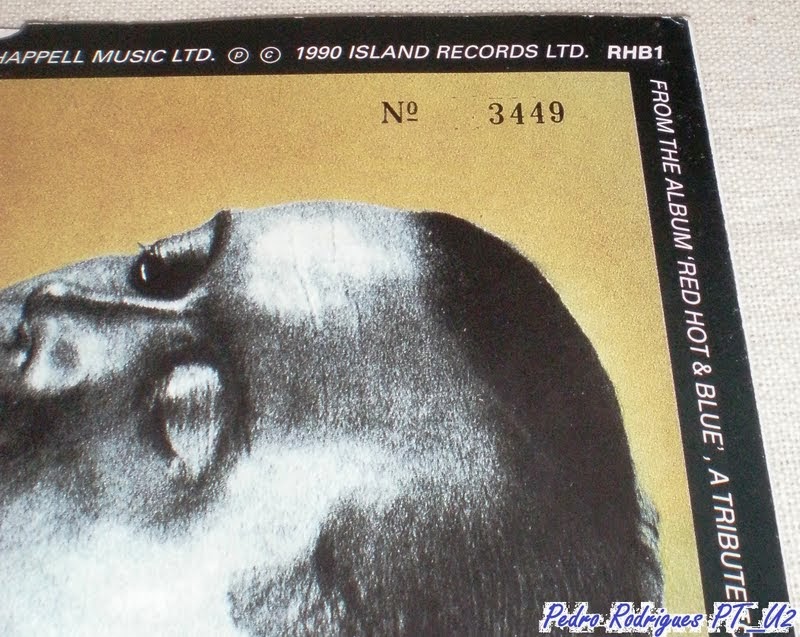 HAPPELL MUSIC LTD. ℗ © 1990 ISLAND RECORDS LTD. RHB1
Nº 3449
FROM THE ALBUM 'RED HOT & BLUE', A TRIBUTE
Pedro Rodrigues PT_U2